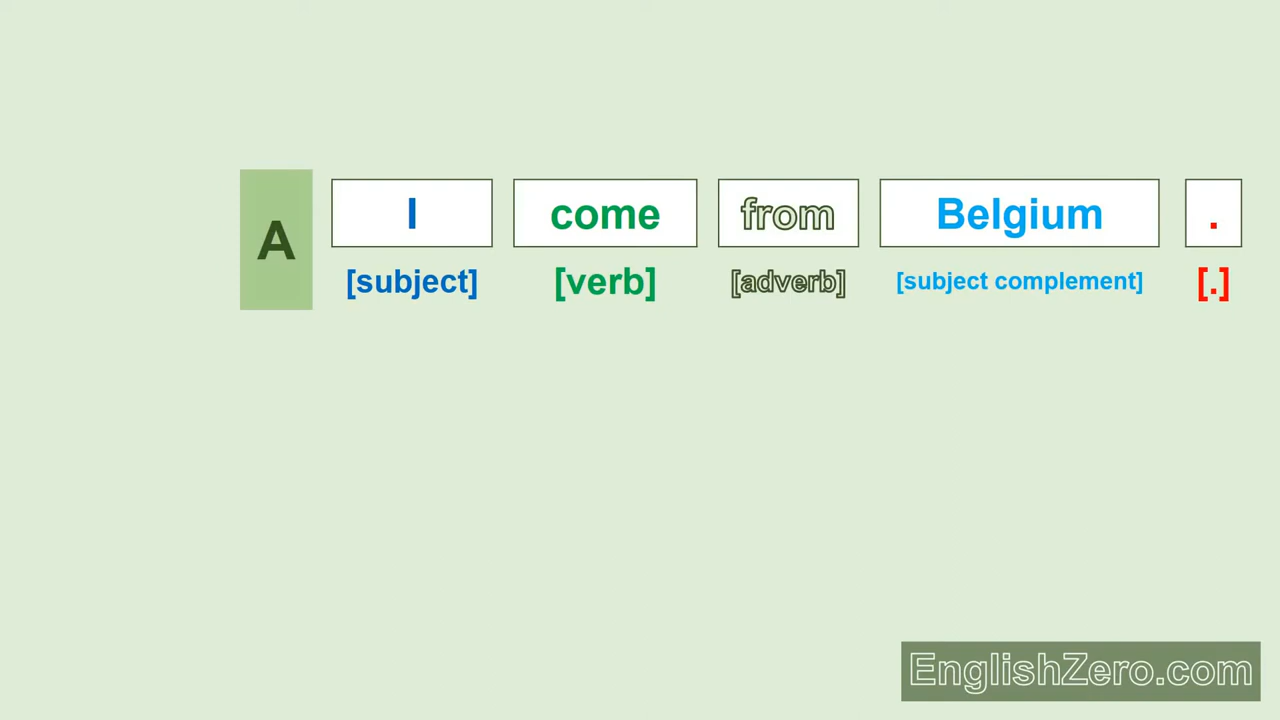 A I come from Belgium .
[subject] [verb] [adverb] [subject complement] [.]
EnglishZero.com